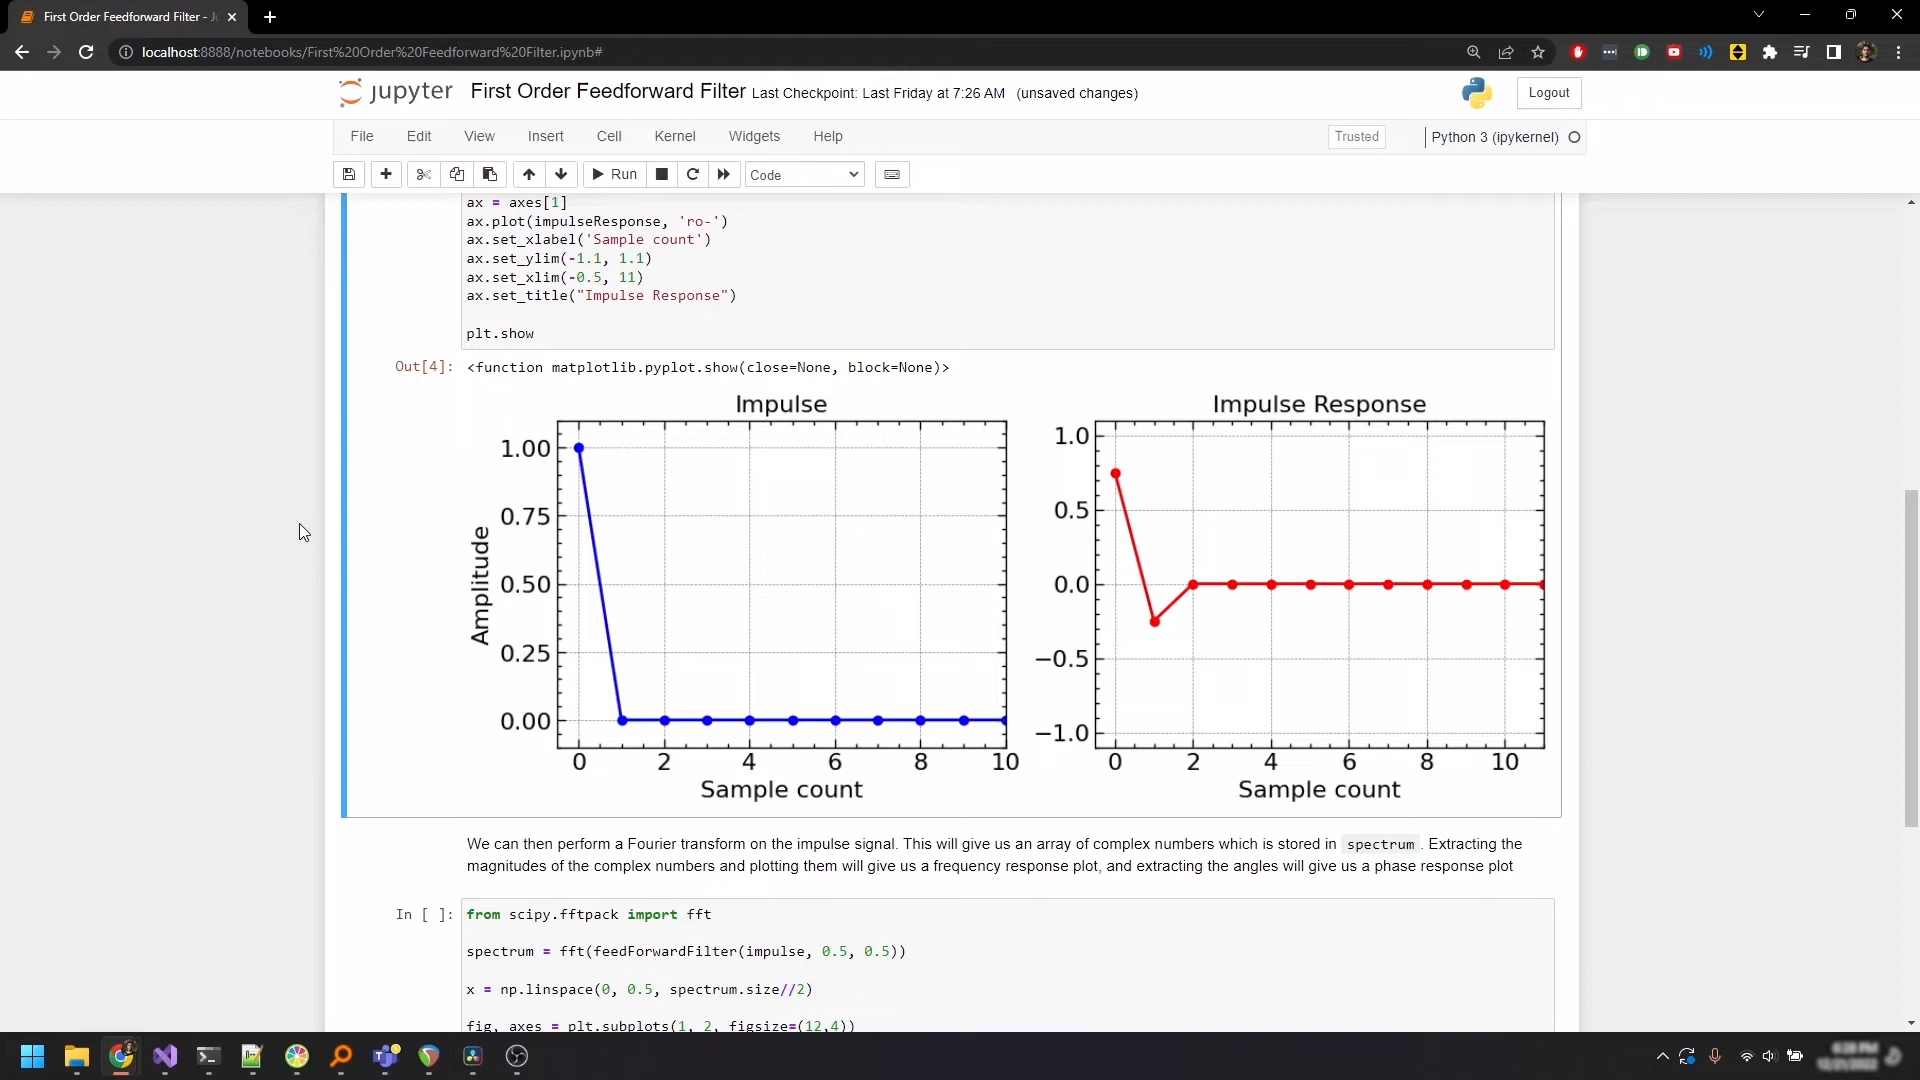 First Order Feedforward Filter - Ju
localhost:8888/notebooks/First%20Order%20Feedforward%20Filter.ipynb#
jupyter First Order Feedforward Filter Last Checkpoint: Last Friday at 7:26 AM (unsaved changes)
Logout
File Edit View Insert Cell Kernel Widgets Help
Trusted Python 3 (ipykernel)
Run Code
ax = axes[1]
ax.plot(impulseResponse, 'ro-')
ax.set_xlabel('Sample count')
ax.set_ylim(-1.1, 1.1)
ax.set_xlim(-0.5, 11)
ax.set_title("Impulse Response")
plt.show
Out[4]: <function matplotlib.pyplot.show(close=None, block=None)>
Impulse
1.00
0.75
0.50
0.25
0.00
Amplitude
0 2 4 6 8 10
Sample count
Impulse Response
1.0
0.5
0.0
−0.5
−1.0
0 2 4 6 8 10
Sample count
We can then perform a Fourier transform on the impulse signal. This will give us an array of complex numbers which is stored in spectrum . Extracting the
magnitudes of the complex numbers and plotting them will give us a frequency response plot, and extracting the angles will give us a phase response plot
In [ ]: from scipy.fftpack import fft
spectrum = fft(feedForwardFilter(impulse, 0.5, 0.5))
x = np.linspace(0, 0.5, spectrum.size//2)
fig, axes = plt.subplots(1, 2, figsize=(12,4))